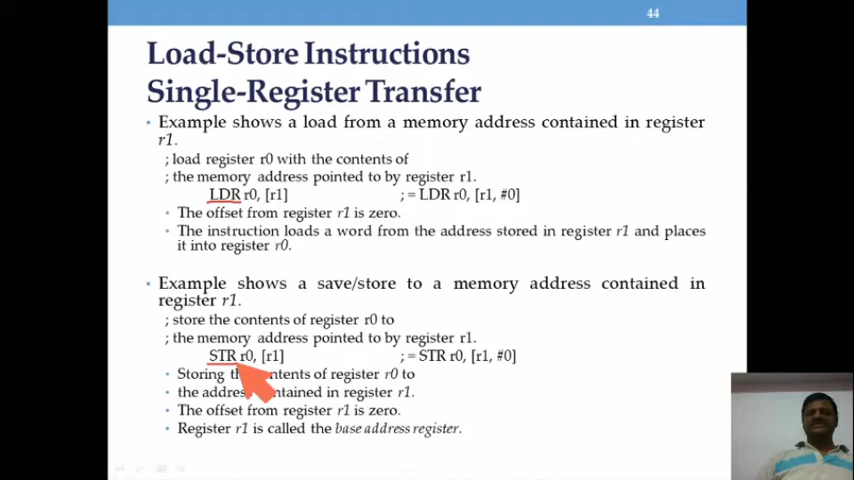 44
Load-Store Instructions
Single-Register Transfer
• Example shows a load from a memory address contained in register
r1.
; load register r0 with the contents of
; the memory address pointed to by register r1.
LDR r0, [r1] ; = LDR r0, [r1, #0]
• The offset from register r1 is zero.
• The instruction loads a word from the address stored in register r1 and places
it into register r0.
• Example shows a save/store to a memory address contained in
register r1.
; store the contents of register r0 to
; the memory address pointed to by register r1.
STR r0, [r1] ; = STR r0, [r1, #0]
• Storing contents of register r0 to
• the contained in register r1.
• The offset from register r1 is zero.
• Register r1 is called the base address register.